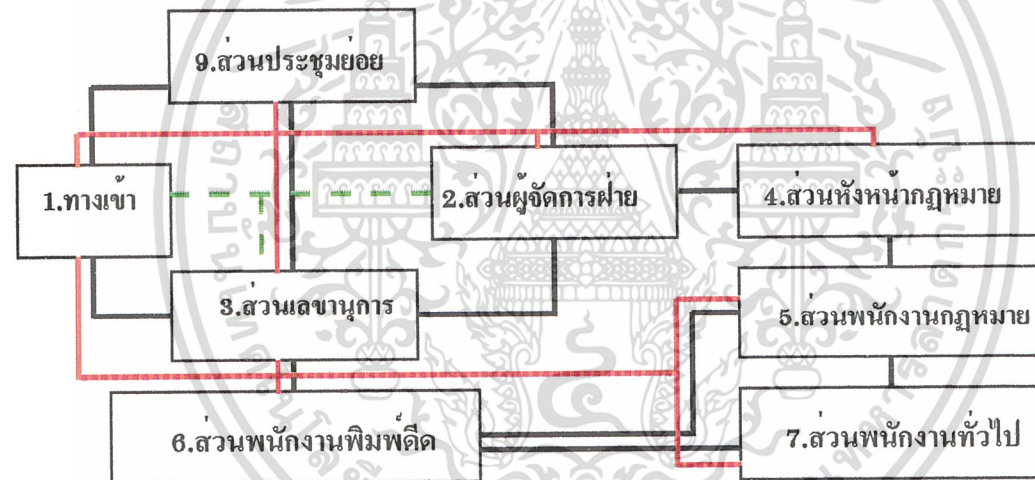 9.ส่วนประชุมย่อย
1.ทางเข้า
2.ส่วนผู้จัดการฝ่าย
4.ส่วนหังหน้ากฏหมาย
3.ส่วนเลขานุการ
5.ส่วนพนักงานกฏหมาย
6.ส่วนพนักงานพิมพ์ดีด
7.ส่วนพนักงานทั่วไป